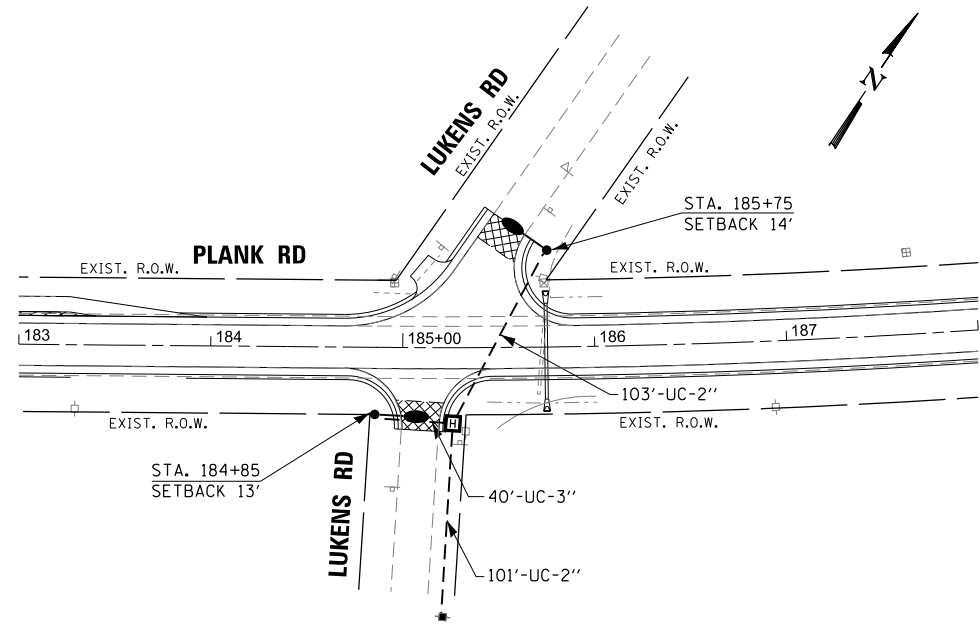 LUKENS RD
EXIST. R.O.W.
N
EXIST. R.O.W.
STA. 185+75
SETBACK 14'
PLANK RD
EXIST. R.O.W.
EXIST. R.O.W.
183
184
185+00
186
187
103'-UC-2''
EXIST. R.O.W.
H
EXIST. R.O.W.
STA. 184+85
SETBACK 13'
LUKENS RD
40'-UC-3''
101'-UC-2''